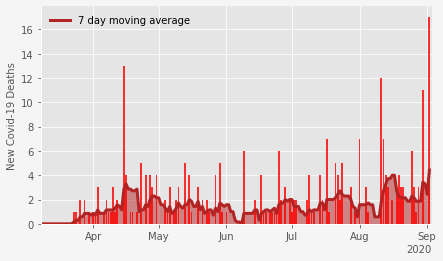 7 day moving average
New Covid-19 Deaths
16
14
12
10
8
6
4
2
0
Apr
May
Jun
Jul
Aug
Sep
2020